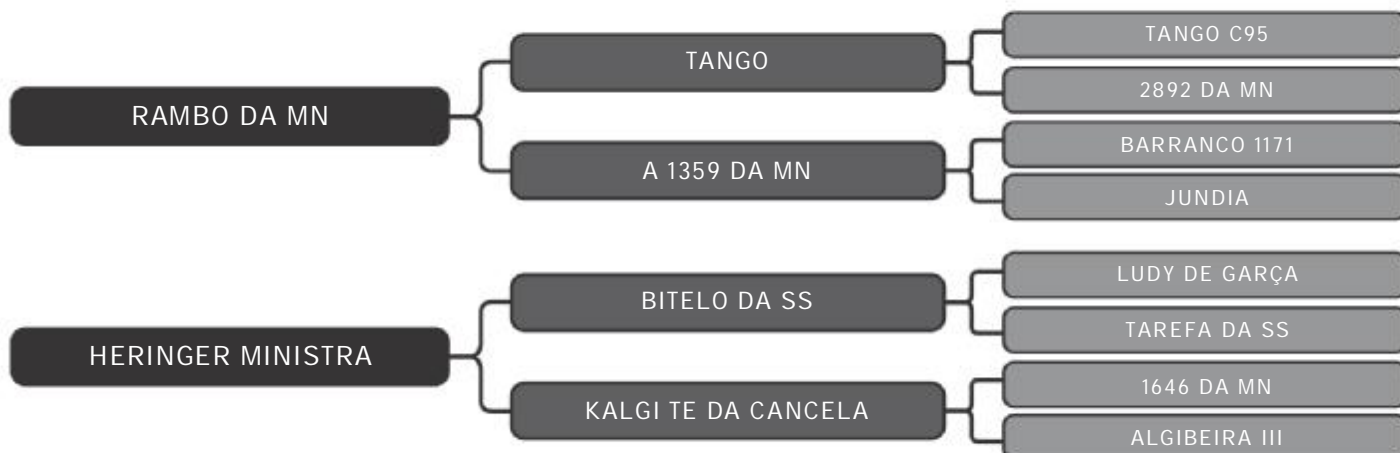 RAMBO DA MN
TANGO
TANGO C95
2892 DA MN
A 1359 DA MN
BARRANCO 1171
JUNDIA
HERINGER MINISTRA
BITELO DA SS
LUDY DE GARÇA
TAREFA DA SS
KALGI TE DA CANCELA
1646 DA MN
ALGIBEIRA III